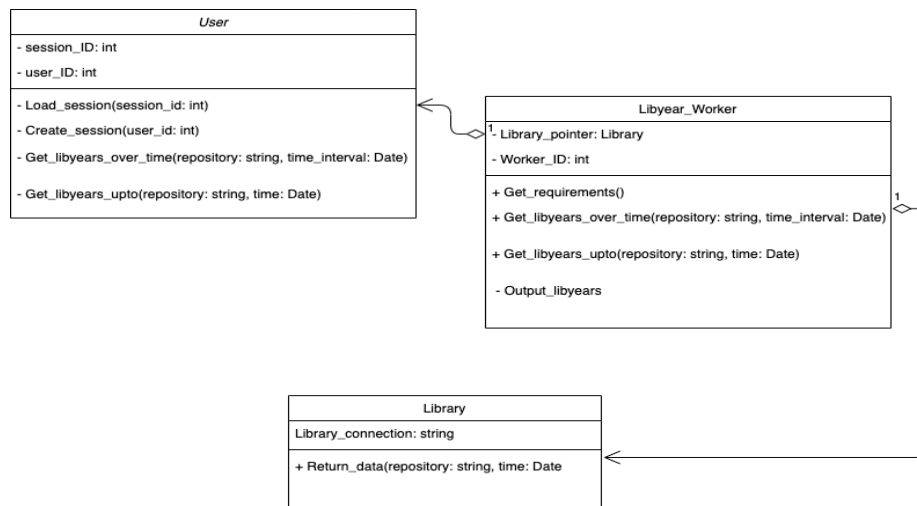 User
- session_ID: int
- user_ID: int
- Load_session(session_id: int)
- Create_session(user_id: int)
- Get_libyears_over_time(repository: string, time_interval: Date)
- Get_libyears_upto(repository: string, time: Date)
Libyear_Worker
1
- Library_pointer: Library
- Worker_ID: int
+ Get_requirements()
1
+ Get_libyears_over_time(repository: string, time_interval: Date)
+ Get_libyears_upto(repository: string, time: Date)
- Output_libyears
Library
Library_connection: string
+ Return_data(repository: string, time: Date